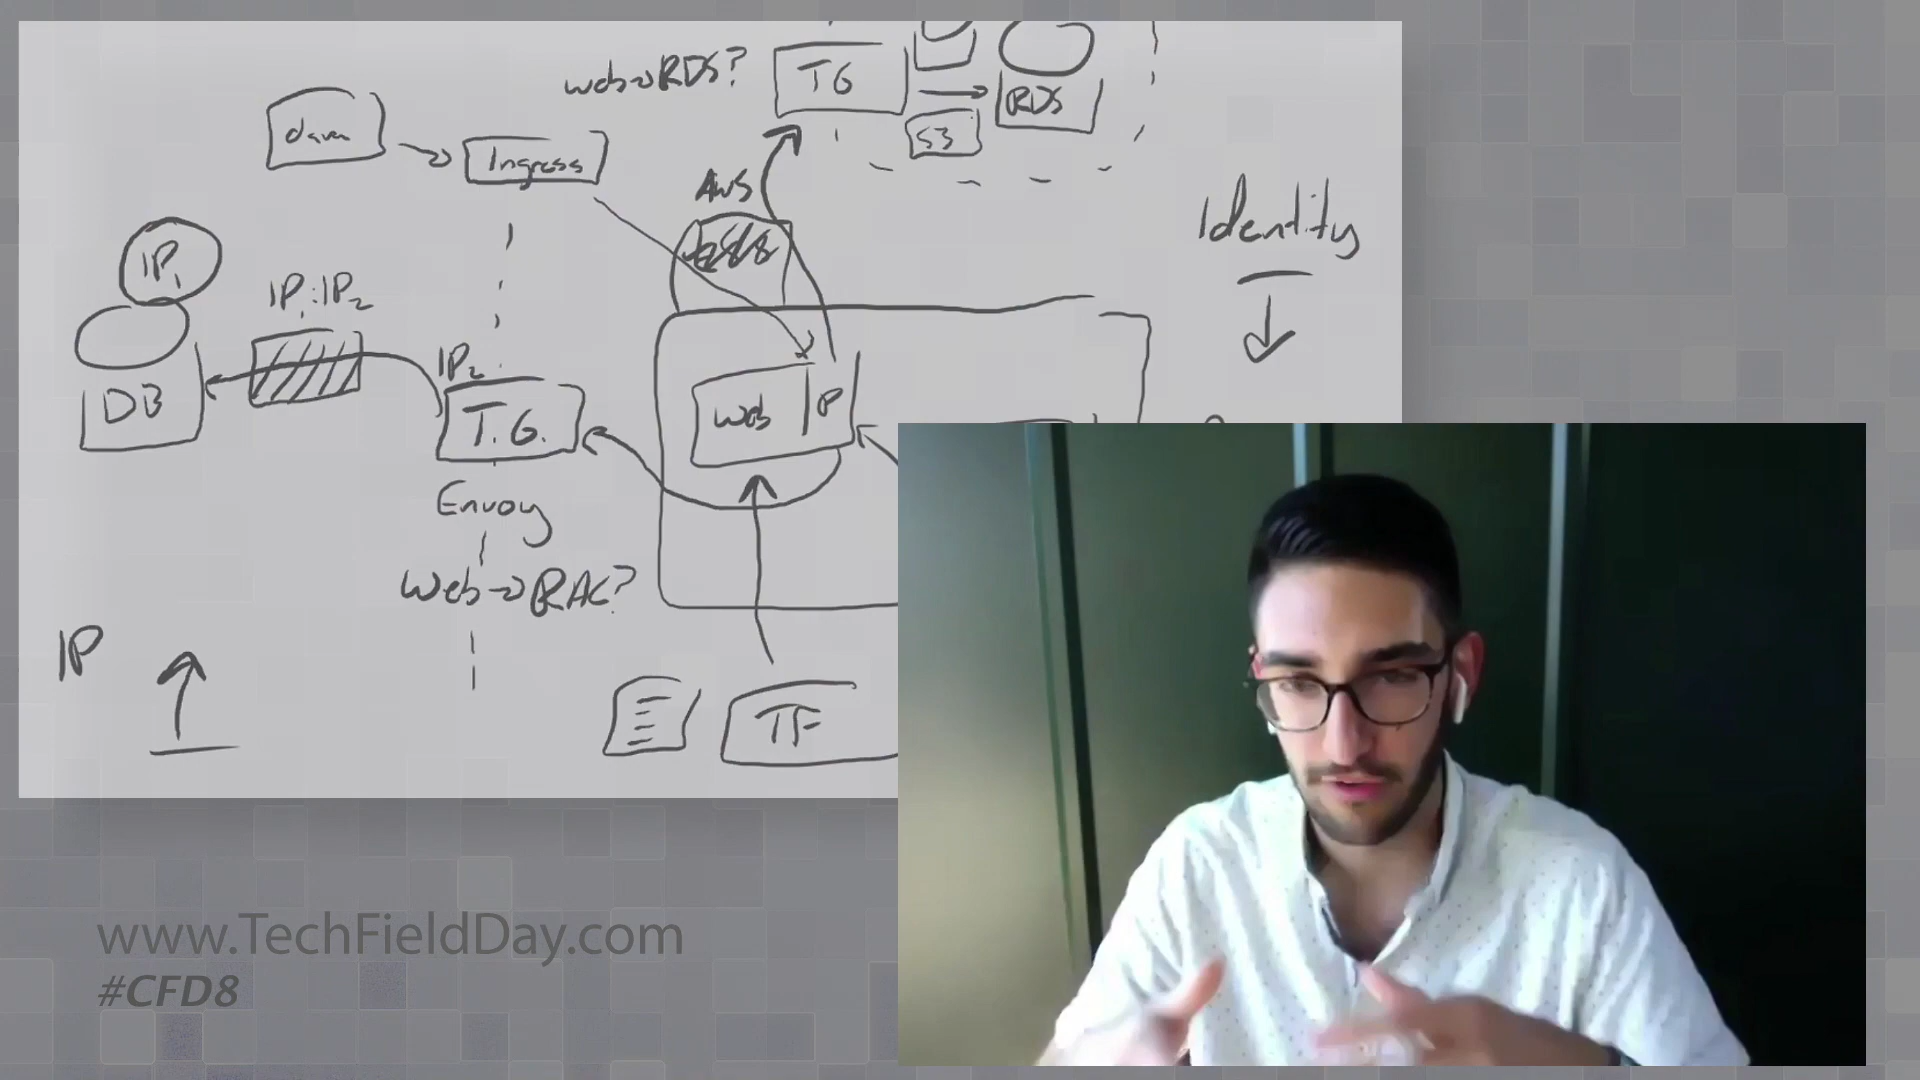 web→RDS?
TG
RDS
S3
Ingress
AWS
Identity
IP1
IP1:IP2
IP2
DB
T.G.
Web
P
Envoy
Web→RAC?
IP
TF
www.TechFieldDay.com
#CFD8